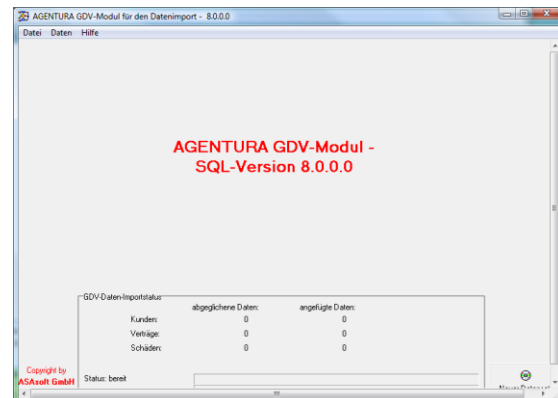 AGENTURA GDV-Modul für den Datenimport - 8.0.0.0
Datei Daten Hilfe
AGENTURA GDV-Modul -
SQL-Version 8.0.0.0
GDV-Daten-Importstatus
abgeglichene Daten: angefügte Daten:
Kunden: 0 0
Verträge: 0 0
Schäden: 0 0
Copyright by
ASAsoft GmbH
Status: bereit